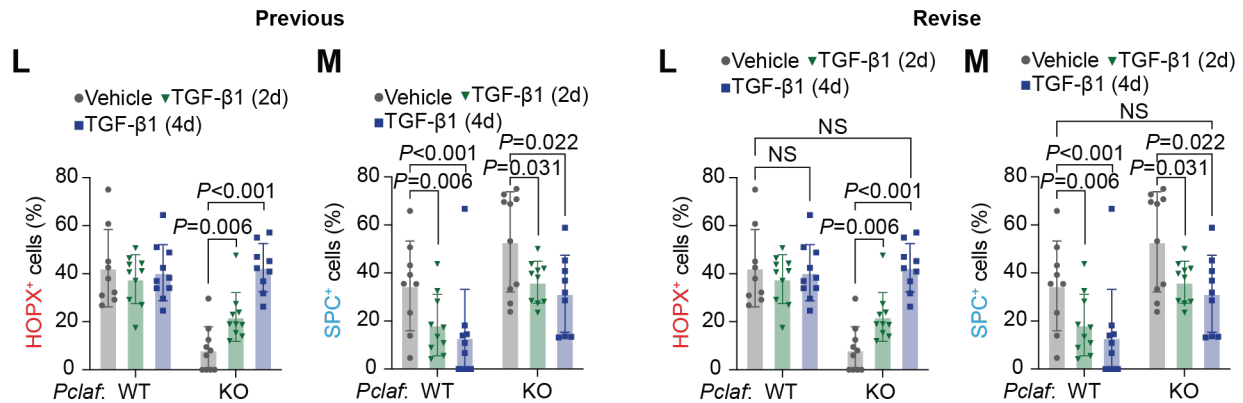 Previous
L
Vehicle TGF-β1 (2d)
TGF-β1 (4d)
P<0.001
P=0.006
80
60
40
20
0
HOPX⁺ cells (%)
Pclaf: WT KO
M
Vehicle TGF-β1 (2d)
TGF-β1 (4d)
P<0.001
P=0.006
P=0.022
P=0.031
80
60
40
20
0
SPC⁺ cells (%)
WT KO
Revise
L
Vehicle TGF-β1 (2d)
TGF-β1 (4d)
NS
NS
P<0.001
P=0.006
80
60
40
20
0
HOPX⁺ cells (%)
Pclaf: WT KO
M
Vehicle TGF-β1 (2d)
TGF-β1 (4d)
NS
P<0.001
P=0.006
P=0.022
P=0.031
80
60
40
20
0
SPC⁺ cells (%)
Pclaf: WT KO